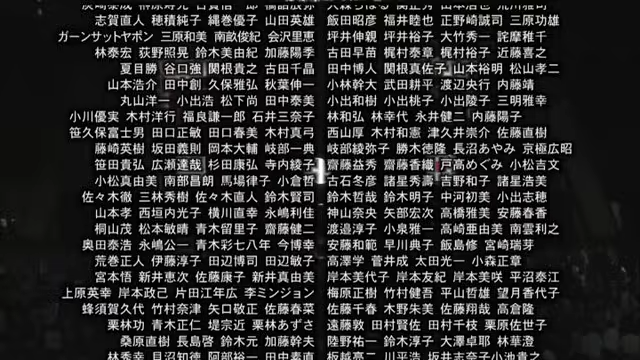 志賀直人 穂積純子 縄巻優子 山田英雄　飯田昭彦 福井睦也 正野崎誠司 三原功雄
ガーンサットヤポン 三原和美 南畝俊紀 会沢里恵　坪井伸親 坪井裕子 大竹秀一 詫摩稚千
林泰宏 荻野照晃 鈴木美由紀 加藤陽季　古田早苗 梶村泰章 梶村裕子 近藤喜之
夏目勝 谷口強 関根貴之 古田千晶　田中博人 関根真佐子 山本裕明 松山孝二
山本浩介 田中創 久保雅弘 秋葉伸一　小林幹大 武田耕平 渡辺央行 内藤靖
丸山洋一 小出浩 松下尚 田中泰美　小出和樹 小出桃子 小出陵子 三明雅幸
小川優実 木村洋行 福良謙一郎 石井三奈子　林和弘 林幸代 永井健二 内藤陽子
笹久保富士男 田口正敏 田口春美 木村真弓　西山厚 木村和憲 津久井崇介 佐藤直樹
藤崎英樹 坂田義則 岡本大輔 岐部一典　岐部綾弥子 勝木徳隆 長沼あやみ 京極広昭
笹田貴弘 広瀬達哉 杉田康弘 寺内綾子　齋藤益秀 齋藤香織 戸高めぐみ 小松吉文
小松真由美 南部昌朗 馬場律子 小倉哲　古石冬彦 諸星秀壽 吉野和子 諸星浩美
佐々木徹 三林秀樹 佐々木直人 鈴木賢司　鈴木哲哉 鈴木明子 中河初美 小出志穂
山本孝 西垣内光子 横川直幸 永嶋利佳　神山奈央 矢部宏次 高橋雅美 安藤春香
桐山茂 松本敏晴 青木留里子 齋藤健二　渡邉淳子 小泉雅一 高崎亜由美 南雲利之
奥田泰浩 永嶋公一 青木彩七八年 今博幸　安藤和範 早川典子 飯島修 宮崎瑞芽
荒巻正人 伊藤淳子 田辺博司 田辺敏子　高澤学 菅井成 太田光一 小森正章
宮本悟 新井恵次 佐藤康子 新井真由美　岸本美代子 岸本友紀 岸本美咲 平沼泰江
上原英幸 岸本政己 片田江年広 李ミンジョン　梅原正樹 竹村健吾 平山哲雄 望月香代子
蜂須賀久代 竹村奈津 矢口敬正 佐藤春菜　佐藤千春 木野朱美 佐藤翔哉 高倉隆
栗林功 青木正仁 堤宗近 栗林あずさ　遠藤敦 田村賢佐 田村千枝 栗原佐世子
桑原直樹 長島啓 鈴木元 加藤幹夫　陸野祐一 鈴木享子 大澤卓耶 林華澄